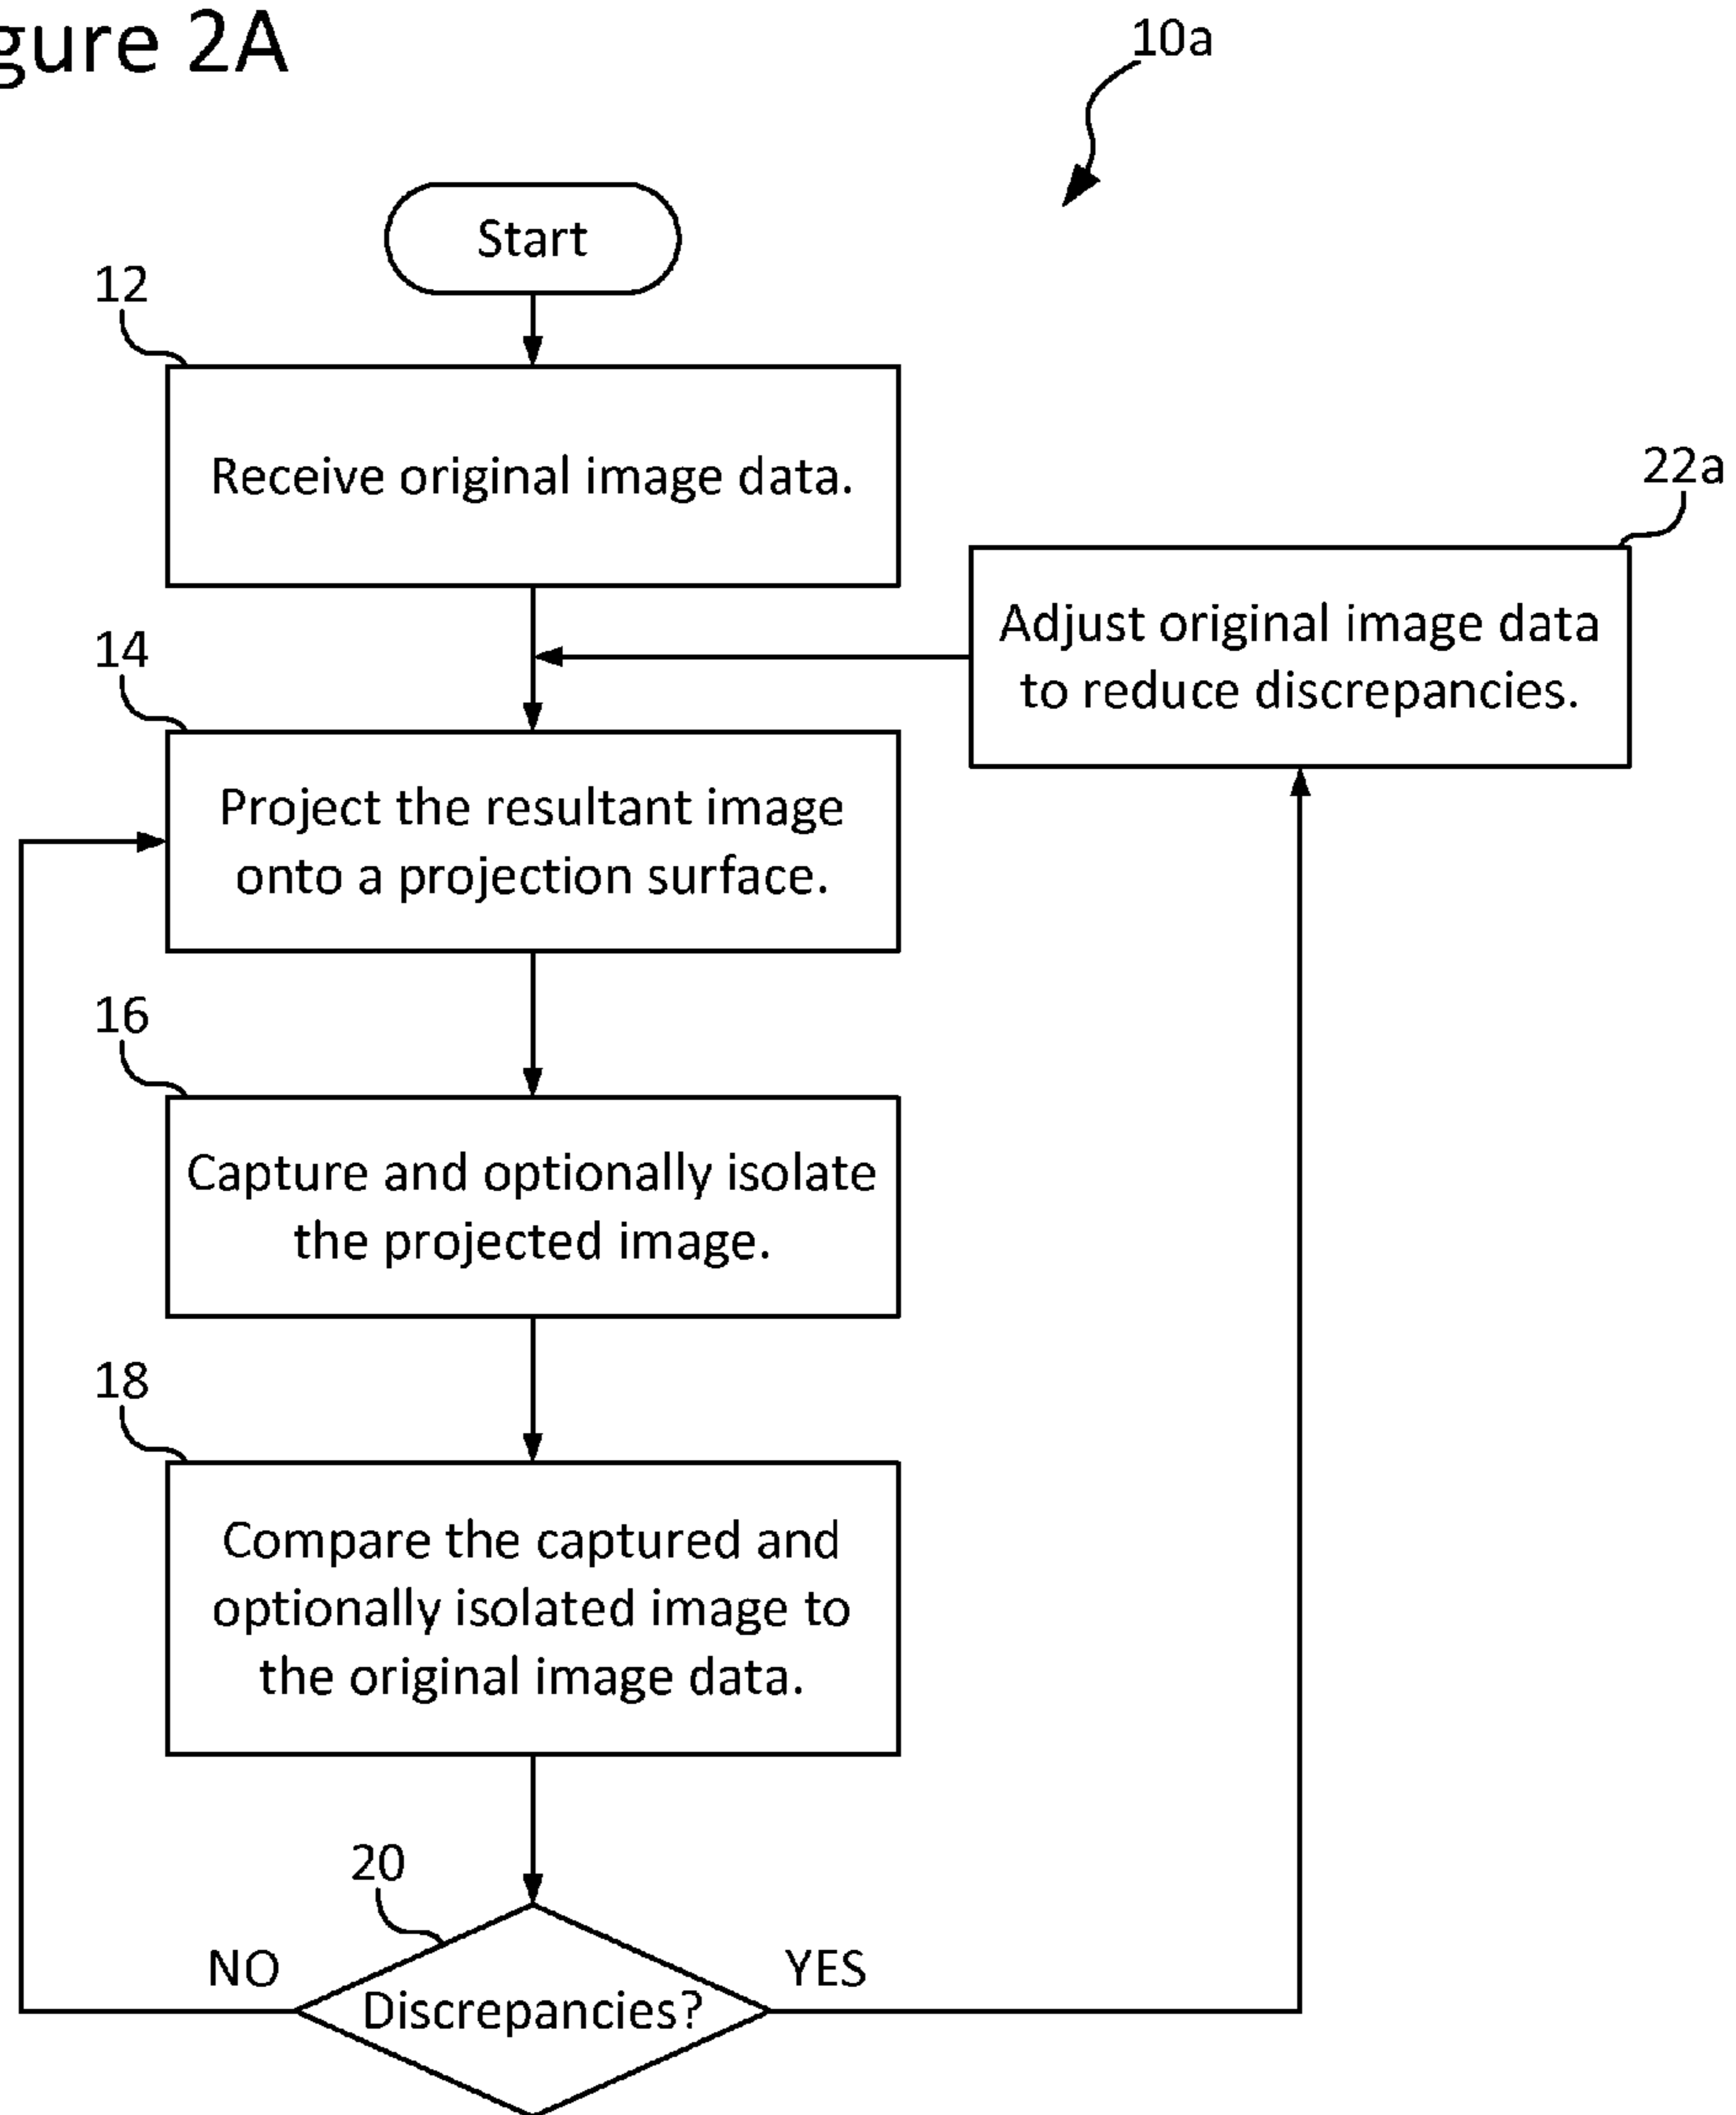 gure 2A
10a
Start
12
Receive original image data.
22a
Adjust original image data
to reduce discrepancies.
14
Project the resultant image
onto a projection surface.
16
Capture and optionally isolate
the projected image.
18
Compare the captured and
optionally isolated image to
the original image data.
20
NO
YES
Discrepancies?